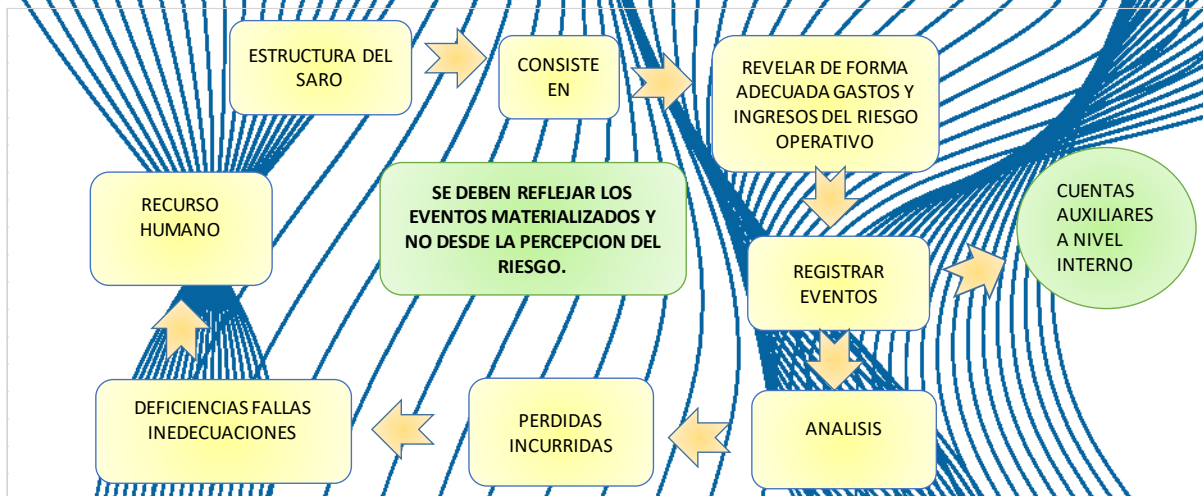 ESTRUCTURA DEL
SARO
CONSISTE
EN
REVELAR DE FORMA
ADECUADA GASTOS Y
INGRESOS DEL RIESGO
OPERATIVO
RECURSO
HUMANO
SE DEBEN REFLEJAR LOS
EVENTOS MATERIALIZADOS Y
NO DESDE LA PERCEPCION DEL
RIESGO.
CUENTAS
AUXILIARES
A NIVEL
INTERNO
REGISTRAR
EVENTOS
DEFICIENCIAS FALLAS
INEDECUACIONES
PERDIDAS
INCURRIDAS
ANALISIS